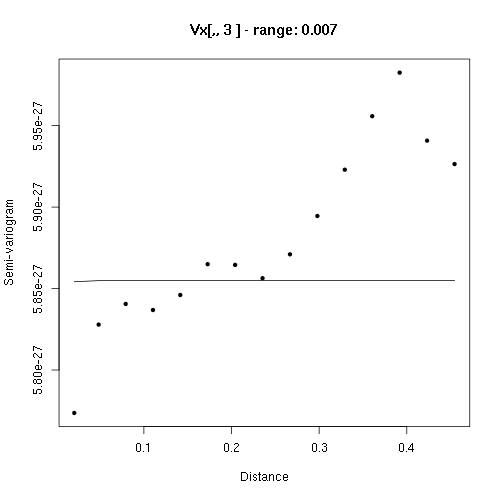 Vx[,, 3 ] - range: 0.007
Semi-variogram
5.95e-27
5.90e-27
5.85e-27
5.80e-27
0.1 0.2 0.3 0.4
Distance